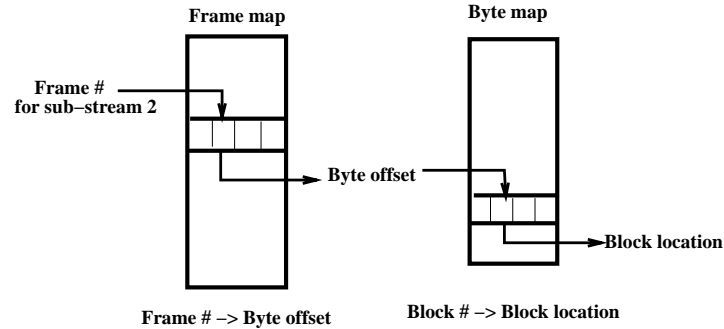 Frame map
Byte map
Frame #
for sub−stream 2
Byte offset
Block location
Frame # −> Byte offset
Block # −> Block location